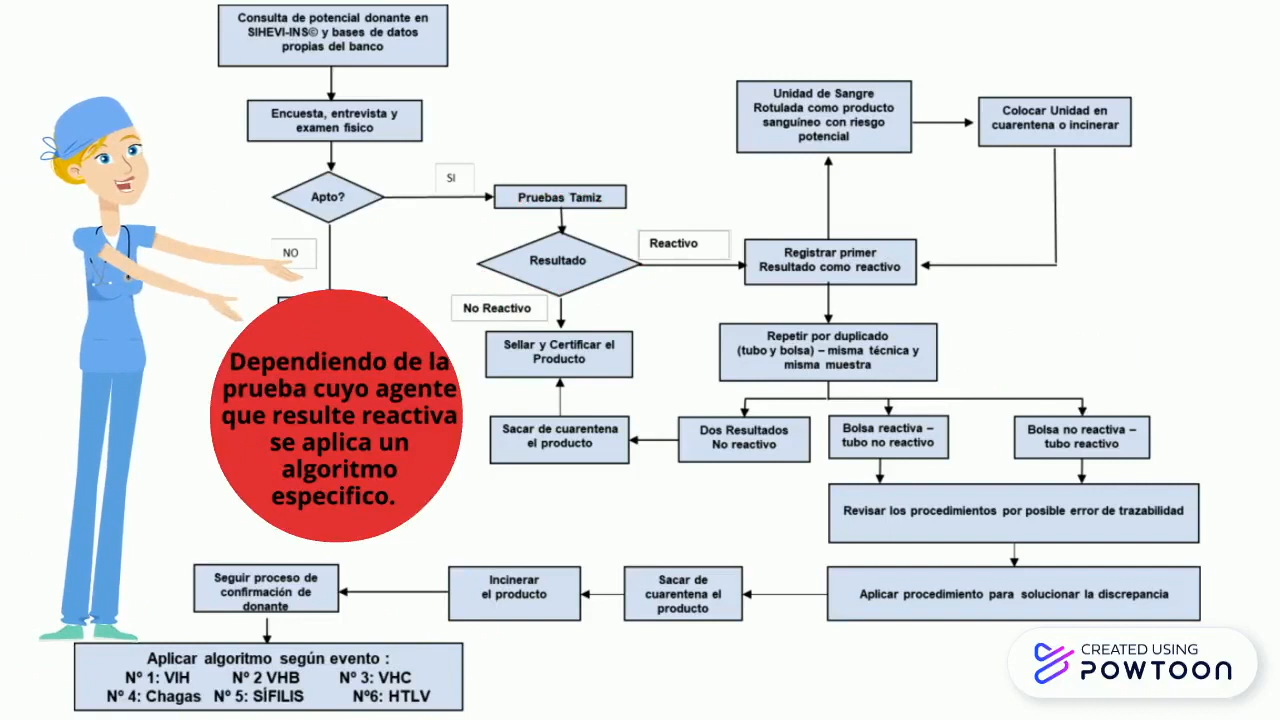 Consulta de potencial donante en
SIHEVI-INS© y bases de datos
propias del banco
Encuesta, entrevista y
examen fisico
Apto?
SI
NO
Pruebas Tamiz
Resultado
Reactivo
No Reactivo
Unidad de Sangre
Rotulada como producto
sanguíneo con riesgo
potencial
Colocar Unidad en
cuarentena o incinerar
Registrar primer
Resultado como reactivo
Sellar y Certificar el
Producto
Repetir por duplicado
(tubo y bolsa) – misma técnica y
misma muestra
Dependiendo de la
prueba cuyo agente
que resulte reactiva
se aplica un
algoritmo
especifico.
Sacar de cuarentena
el producto
Dos Resultados
No reactivo
Bolsa reactiva –
tubo no reactivo
Bolsa no reactiva –
tubo reactivo
Revisar los procedimientos por posible error de trazabilidad
Aplicar procedimiento para solucionar la discrepancia
Sacar de
cuarentena el
producto
Incinerar
el producto
Seguir proceso de
confirmación de
donante
Aplicar algoritmo según evento :
Nº 1: VIH Nº 2 VHB Nº 3: VHC
Nº 4: Chagas Nº 5: SÍFILIS Nº6: HTLV
CREATED USING
POWTOON